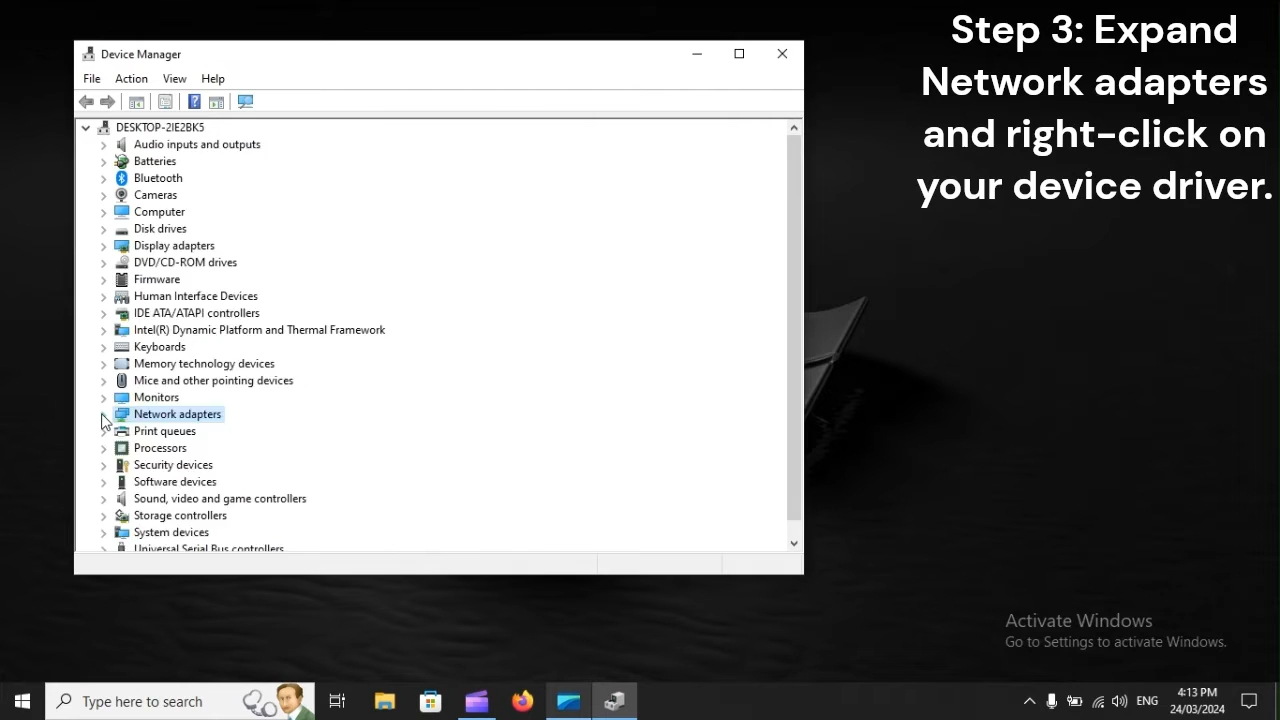 Step 3: Expand
Network adapters
and right-click on
your device driver.
Device Manager
File Action View Help
DESKTOP-2IE2BK5
Audio inputs and outputs
Batteries
Bluetooth
Cameras
Computer
Disk drives
Display adapters
DVD/CD-ROM drives
Firmware
Human Interface Devices
IDE ATA/ATAPI controllers
Intel(R) Dynamic Platform and Thermal Framework
Keyboards
Memory technology devices
Mice and other pointing devices
Monitors
Network adapters
Print queues
Processors
Security devices
Software devices
Sound, video and game controllers
Storage controllers
System devices
Universal Serial Bus controllers
Activate Windows
Go to Settings to activate Windows.
Type here to search
ENG
4:13 PM
24/03/2024